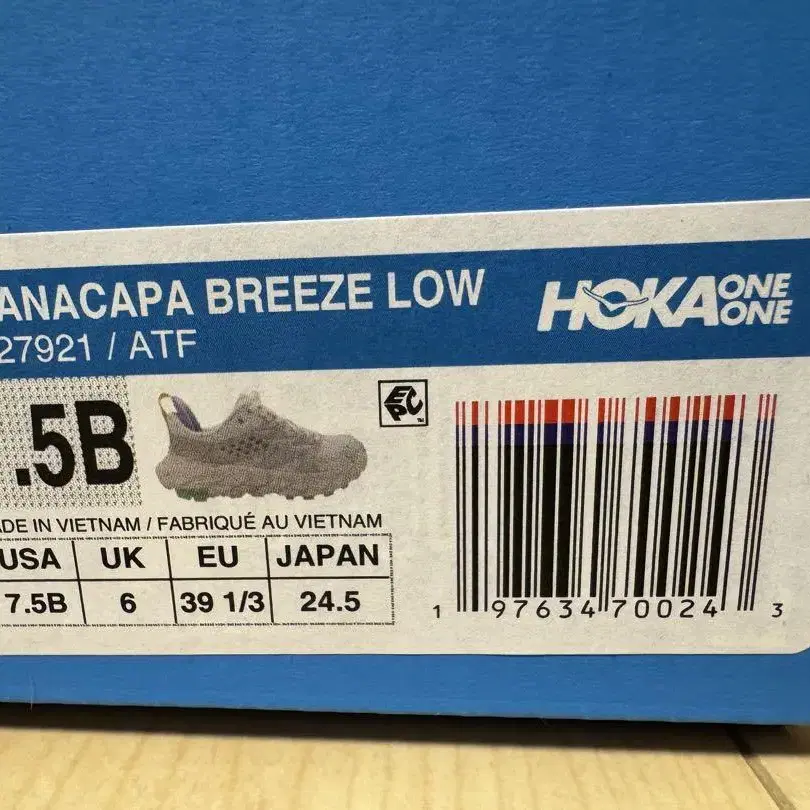 ANACAPA BREEZE LOW
27921 / ATF
HOKA ONE ONE
.5B
EPC™
ADE IN VIETNAM / FABRIQUÉ AU VIETNAM
USA UK EU JAPAN
7.5B 6 39 1/3 24.5
1 97634 70024 3